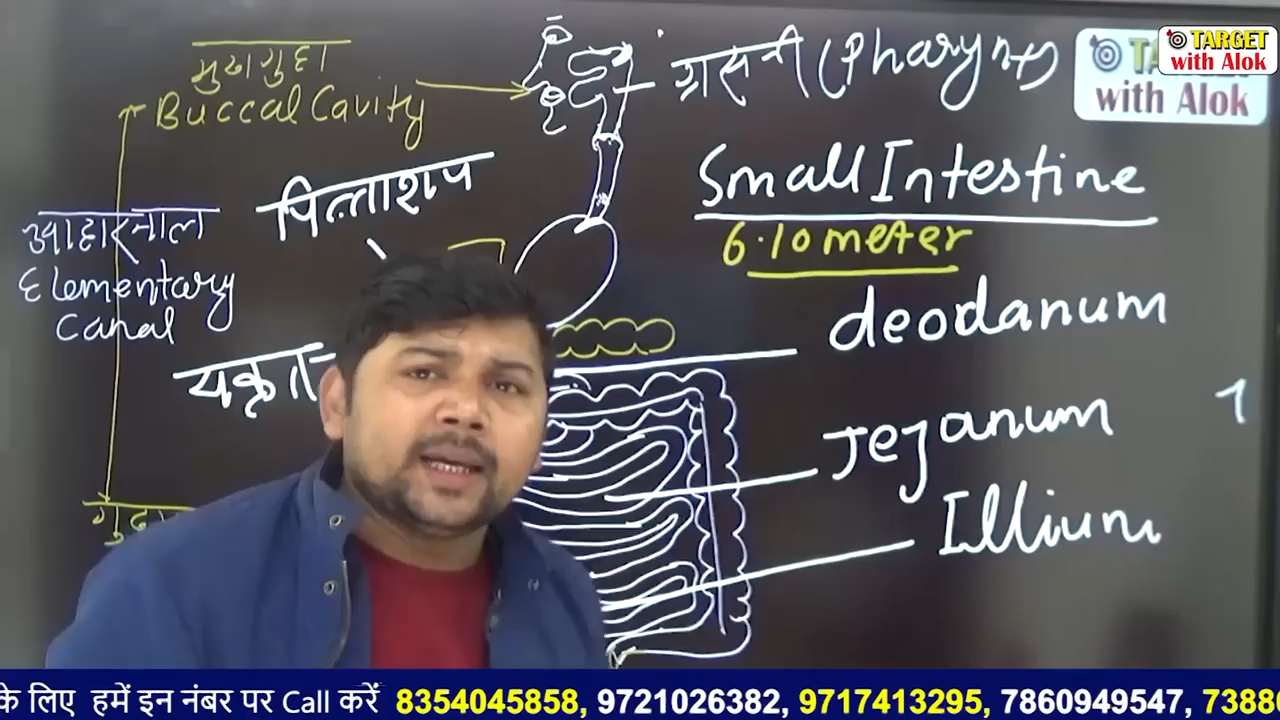 मुखगुहा
Buccal Cavity
ग्रसनी (Pharynx)
TARGET
with Alok
with Alok
पित्ताशय
Small Intestine
6.10 meter
आहारनाल
Elementary
Canal
deodanum
यकृत
Jejanum
Illium
गुदा
के लिए हमें इन नंबर पर Call करें 8354045858, 9721026382, 9717413295, 7860949547, 7388